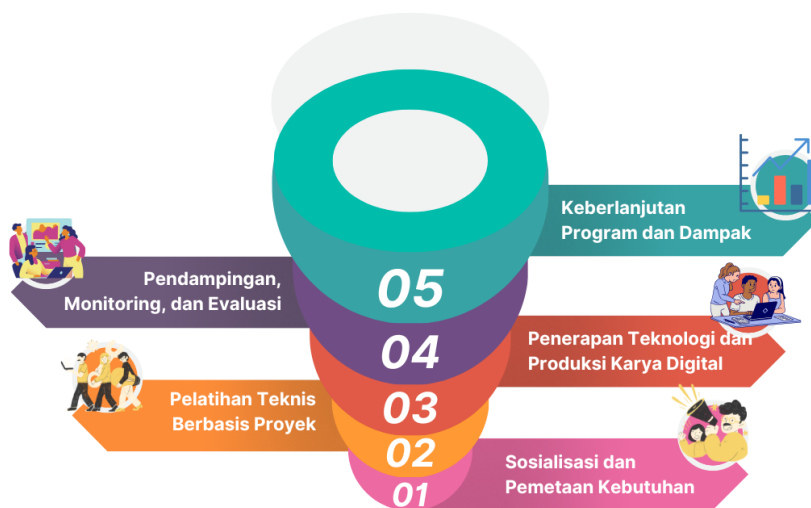 Keberlanjutan
Program dan Dampak
05
Pendampingan,
Monitoring, dan Evaluasi
04
Penerapan Teknologi dan
Produksi Karya Digital
03
Pelatihan Teknis
Berbasis Proyek
02
Sosialisasi dan
Pemetaan Kebutuhan
01